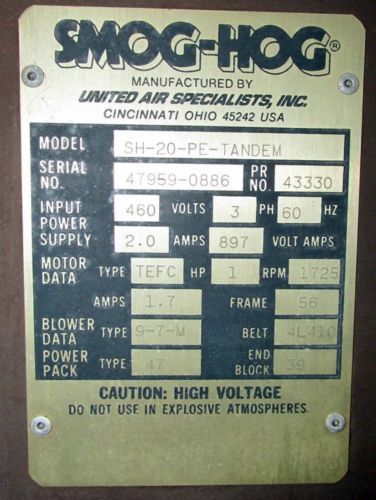 SMOG-HOG®
MANUFACTURED BY
UNITED AIR SPECIALISTS, INC.
CINCINNATI OHIO 45242 USA
MODEL SH-20-PE-TANDEM
SERIAL NO. 47959-0886 PR NO. 43330
INPUT POWER SUPPLY 460 VOLTS 3 PH 60 HZ
2.0 AMPS 897 VOLT AMPS
MOTOR DATA TYPE TEFC HP 1 RPM 1725
AMPS 1.7 FRAME 56
BLOWER DATA TYPE 9-7-M BELT 4L410
POWER PACK TYPE 47 END BLOCK 39
CAUTION: HIGH VOLTAGE
DO NOT USE IN EXPLOSIVE ATMOSPHERES.